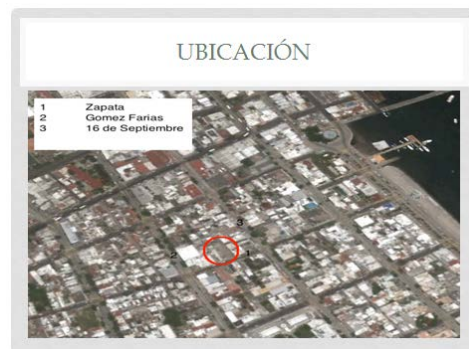 UBICACIÓN
1 Zapata
2 Gomez Farias
3 16 de Septiembre
3
2
1